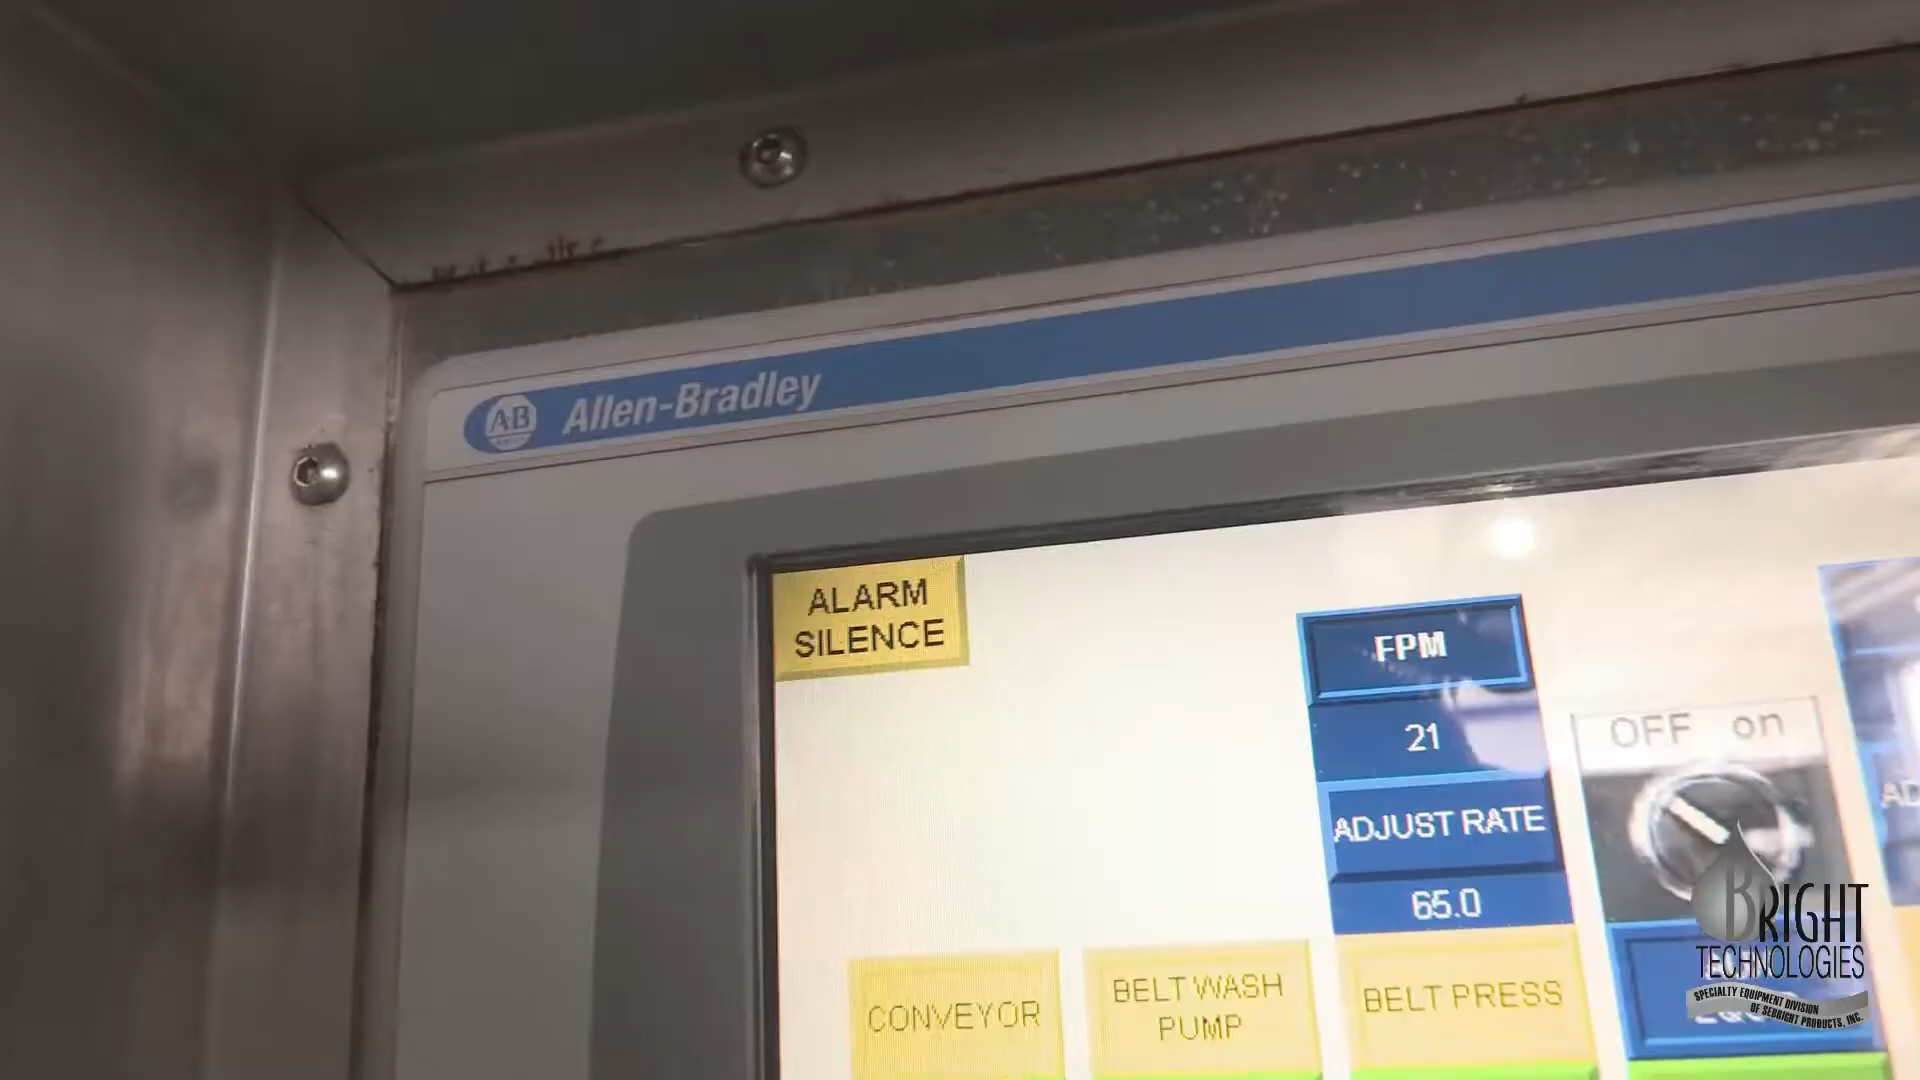 AB
Allen-Bradley
ALARM
SILENCE
FPM
21
ADJUST RATE
65.0
OFF on
CONVEYOR
BELT WASH
PUMP
BELT PRESS
BRIGHT
TECHNOLOGIES
SPECIALTY EQUIPMENT DIVISION
OF SEBRIGHT PRODUCTS, INC.